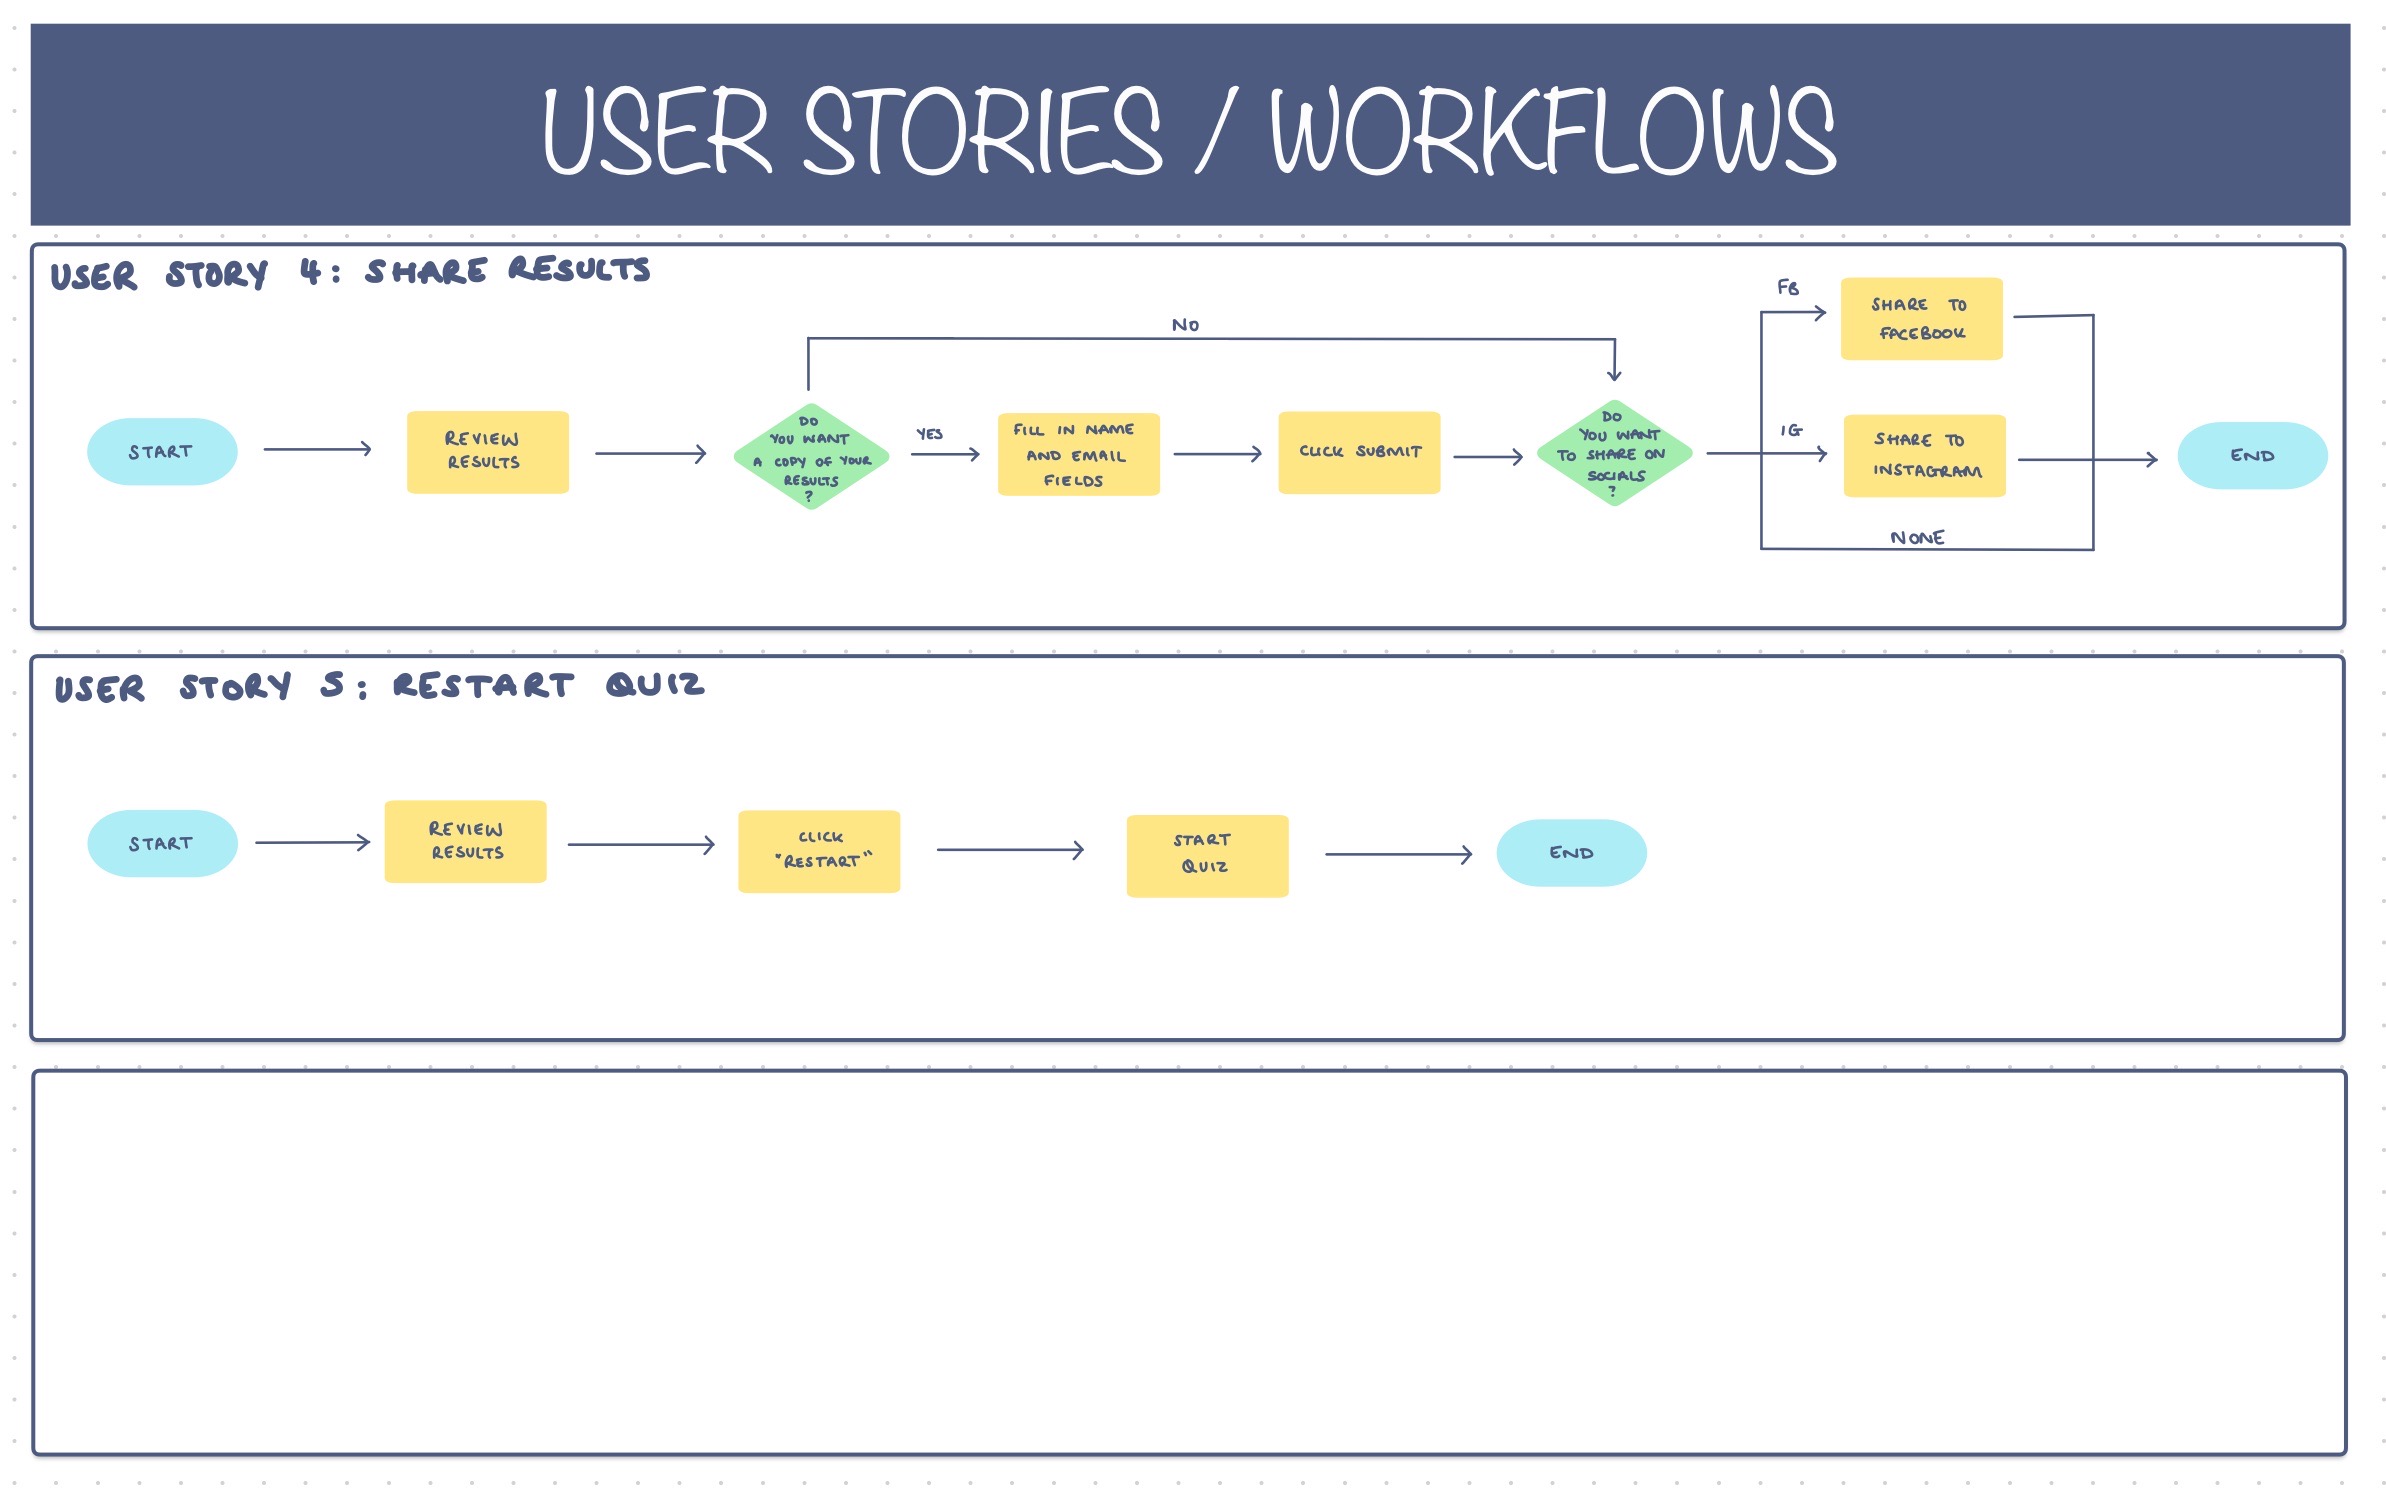 USER STORIES / WORKFLOWS
USER STORY 4: SHARE RESULTS
START
REVIEW
RESULTS
DO
YOU WANT
A COPY OF YOUR
RESULTS
?
NO
YES
FILL IN NAME
AND EMAIL
FIELDS
CLICK SUBMIT
DO
YOU WANT
TO SHARE ON
SOCIALS
?
FB
SHARE TO
FACEBOOK
IG
SHARE TO
INSTAGRAM
NONE
END
USER STORY 5: RESTART QUIZ
START
REVIEW
RESULTS
CLICK
"RESTART"
START
QUIZ
END